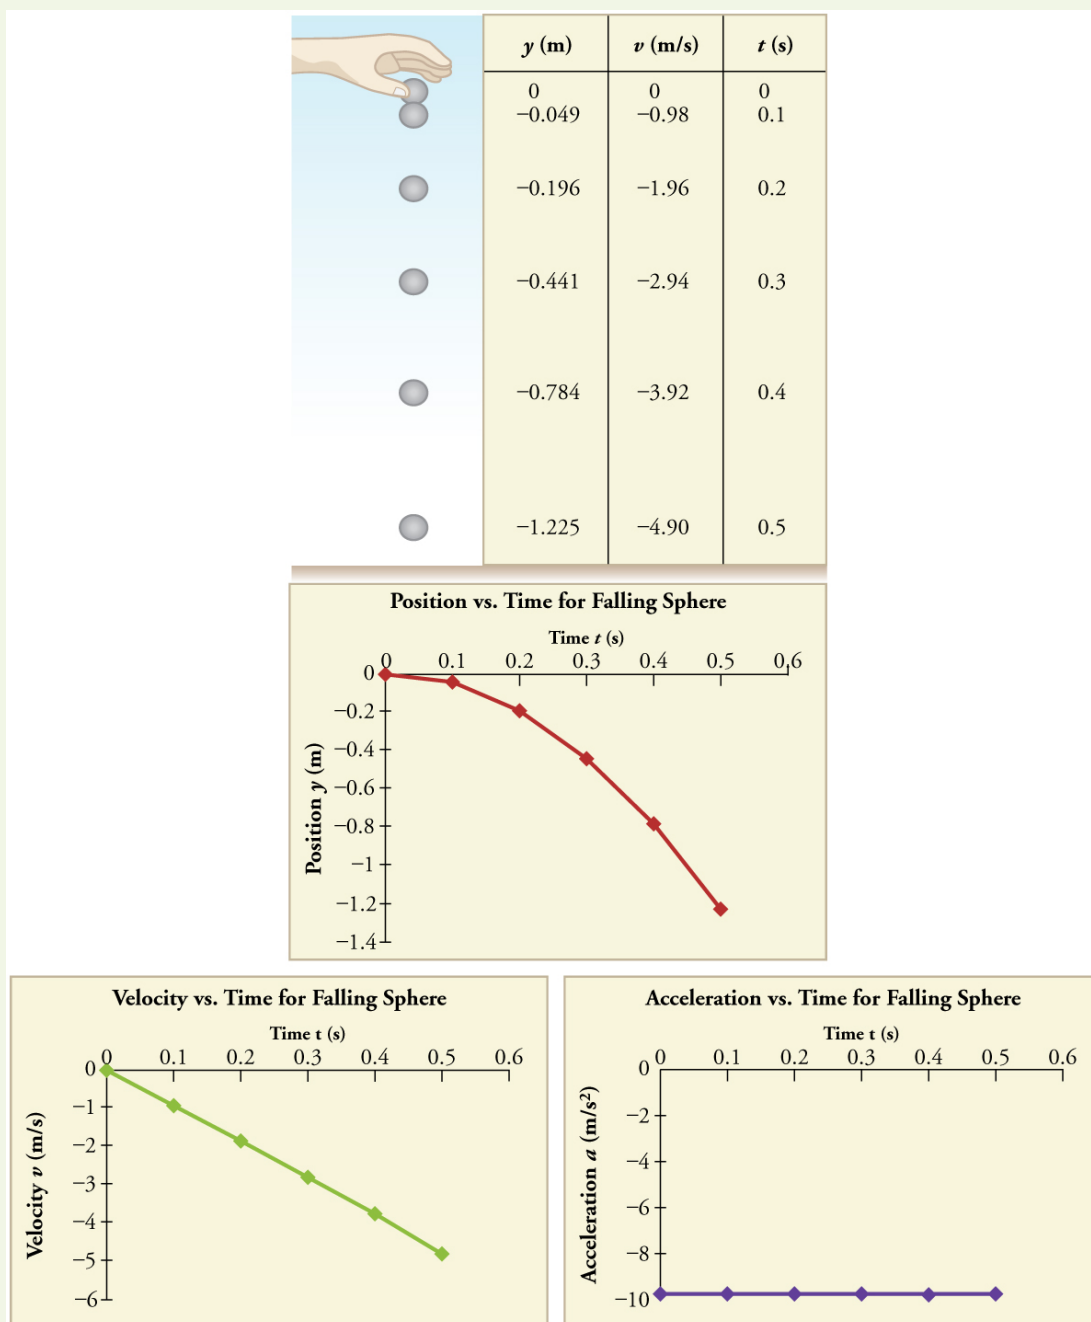 y (m) v (m/s) t (s)
0 0 0
−0.049 −0.98 0.1
−0.196 −1.96 0.2
−0.441 −2.94 0.3
−0.784 −3.92 0.4
−1.225 −4.90 0.5
Position vs. Time for Falling Sphere
Time t (s)
0 0.1 0.2 0.3 0.4 0.5 0.6
Position y (m)
0
−0.2
−0.4
−0.6
−0.8
−1
−1.2
−1.4
Velocity vs. Time for Falling Sphere
Time t (s)
0 0.1 0.2 0.3 0.4 0.5 0.6
Velocity v (m/s)
0
−1
−2
−3
−4
−5
−6
Acceleration vs. Time for Falling Sphere
Time t (s)
0 0.1 0.2 0.3 0.4 0.5 0.6
Acceleration a (m/s²)
0
−2
−4
−6
−8
−10